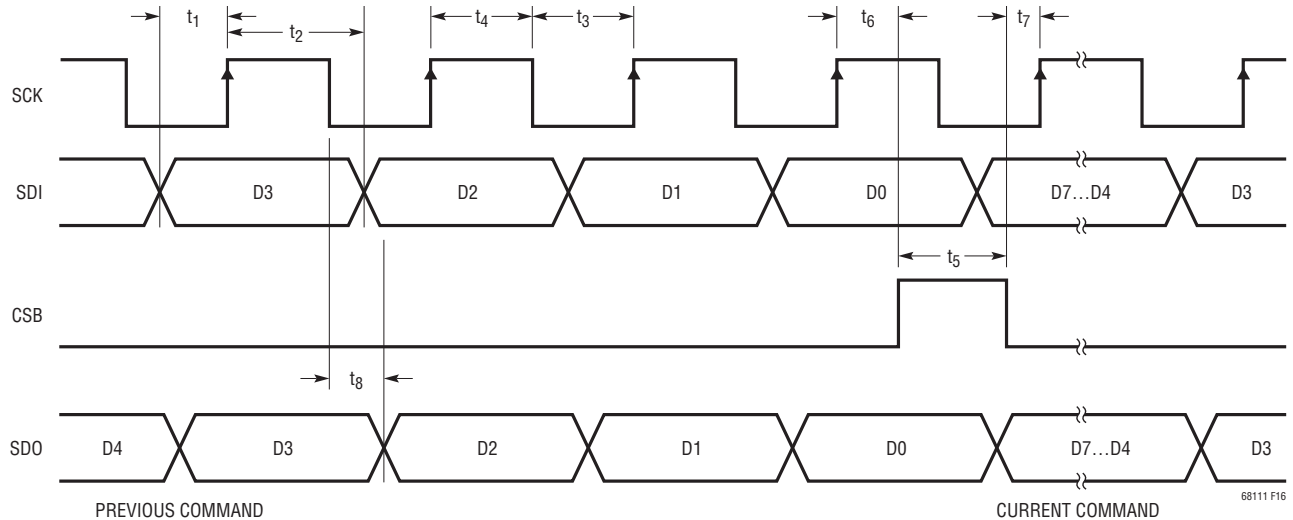 t1 t2 t4 t3 t6 t7
SCK
SDI D3 D2 D1 D0 D7...D4 D3
t5
CSB
t8
SDO D4 D3 D2 D1 D0 D7...D4 D3
68111 F16
PREVIOUS COMMAND CURRENT COMMAND